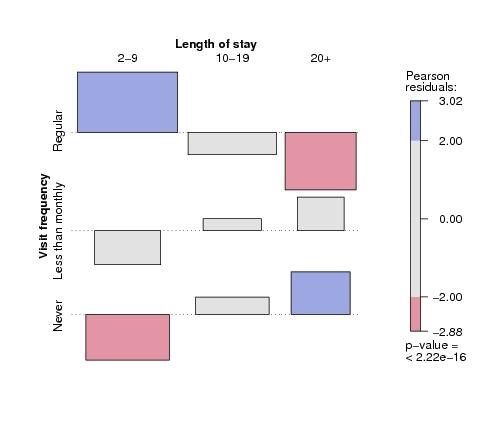 Length of stay
2−9 10−19 20+
Visit frequency
Regular
Less than monthly
Never
Pearson
residuals:
3.02
2.00
0.00
−2.00
−2.88
p−value =
< 2.22e−16